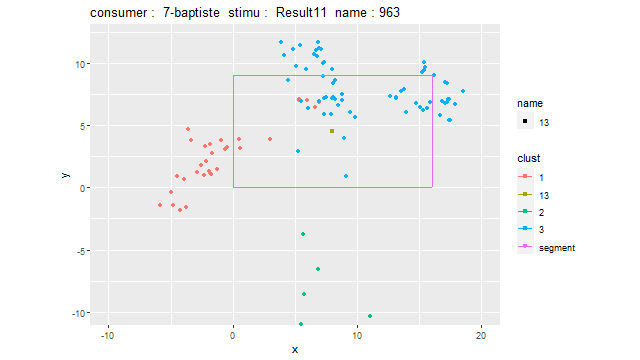 consumer : 7-baptiste stimu : Result11 name : 963
10
5
0
-5
-10
y
-10
0
10
20
x
name
13
clust
1
13
2
3
segment